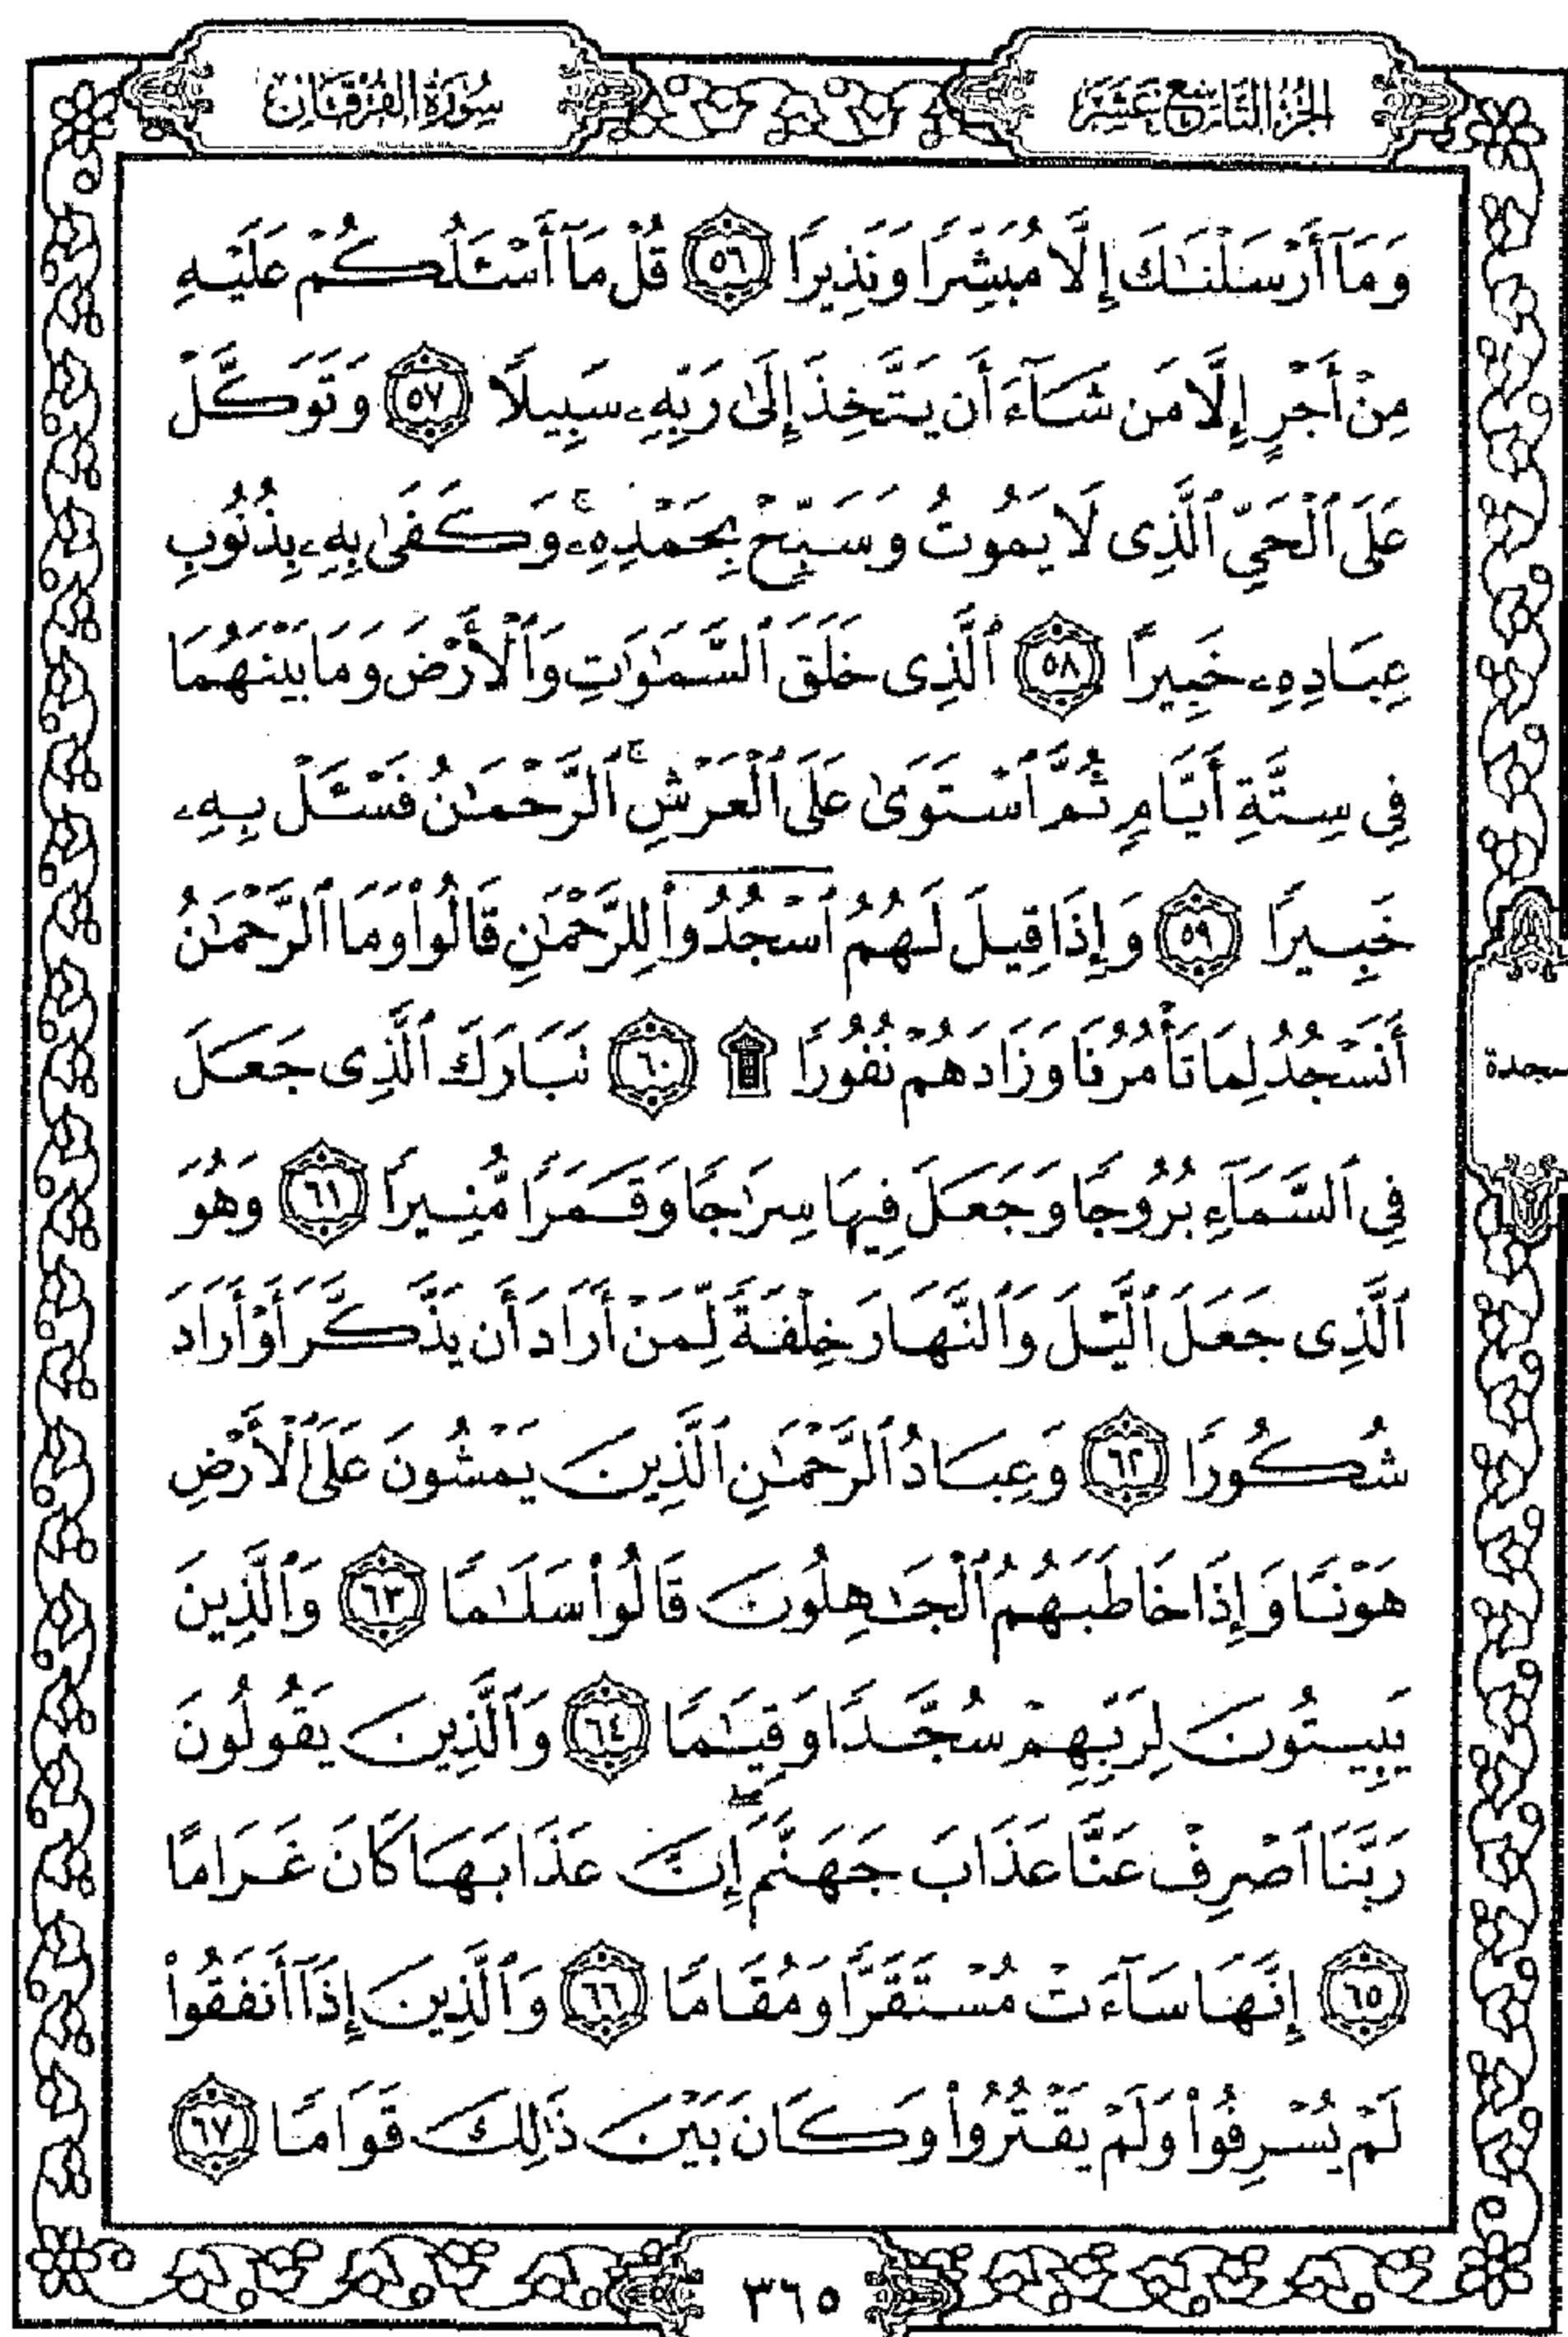 الجزء التاسع عشر
سورة الفرقان
وَمَآ أَرْسَلْنَٰكَ إِلَّا مُبَشِّرًا وَنَذِيرًا ٥٦ قُلْ مَآ أَسْـَٔلُكُمْ عَلَيْهِ
مِنْ أَجْرٍ إِلَّا مَن شَآءَ أَن يَتَّخِذَ إِلَىٰ رَبِّهِۦ سَبِيلًا ٥٧ وَتَوَكَّلْ
عَلَى ٱلْحَىِّ ٱلَّذِى لَا يَمُوتُ وَسَبِّحْ بِحَمْدِهِۦ ۚ وَكَفَىٰ بِهِۦ بِذُنُوبِ
عِبَادِهِۦ خَبِيرًا ٥٨ ٱلَّذِى خَلَقَ ٱلسَّمَٰوَٰتِ وَٱلْأَرْضَ وَمَا بَيْنَهُمَا
فِى سِتَّةِ أَيَّامٍ ثُمَّ ٱسْتَوَىٰ عَلَى ٱلْعَرْشِ ۚ ٱلرَّحْمَٰنُ فَسْـَٔلْ بِهِۦ
خَبِيرًا ٥٩ وَإِذَا قِيلَ لَهُمُ ٱسْجُدُوا۟ لِلرَّحْمَٰنِ قَالُوا۟ وَمَا ٱلرَّحْمَٰنُ
أَنَسْجُدُ لِمَا تَأْمُرُنَا وَزَادَهُمْ نُفُورًا ۩ ٦٠ تَبَارَكَ ٱلَّذِى جَعَلَ
سجدة
فِى ٱلسَّمَآءِ بُرُوجًا وَجَعَلَ فِيهَا سِرَٰجًا وَقَمَرًا مُّنِيرًا ٦١ وَهُوَ
ٱلَّذِى جَعَلَ ٱلَّيْلَ وَٱلنَّهَارَ خِلْفَةً لِّمَنْ أَرَادَ أَن يَذَّكَّرَ أَوْ أَرَادَ
شُكُورًا ٦٢ وَعِبَادُ ٱلرَّحْمَٰنِ ٱلَّذِينَ يَمْشُونَ عَلَى ٱلْأَرْضِ
هَوْنًا وَإِذَا خَاطَبَهُمُ ٱلْجَٰهِلُونَ قَالُوا۟ سَلَٰمًا ٦٣ وَٱلَّذِينَ
يَبِيتُونَ لِرَبِّهِمْ سُجَّدًا وَقِيَٰمًا ٦٤ وَٱلَّذِينَ يَقُولُونَ
رَبَّنَا ٱصْرِفْ عَنَّا عَذَابَ جَهَنَّمَ ۖ إِنَّ عَذَابَهَا كَانَ غَرَامًا
٦٥ إِنَّهَا سَآءَتْ مُسْتَقَرًّا وَمُقَامًا ٦٦ وَٱلَّذِينَ إِذَآ أَنفَقُوا۟
لَمْ يُسْرِفُوا۟ وَلَمْ يَقْتُرُوا۟ وَكَانَ بَيْنَ ذَٰلِكَ قَوَامًا ٦٧
٣٦٥